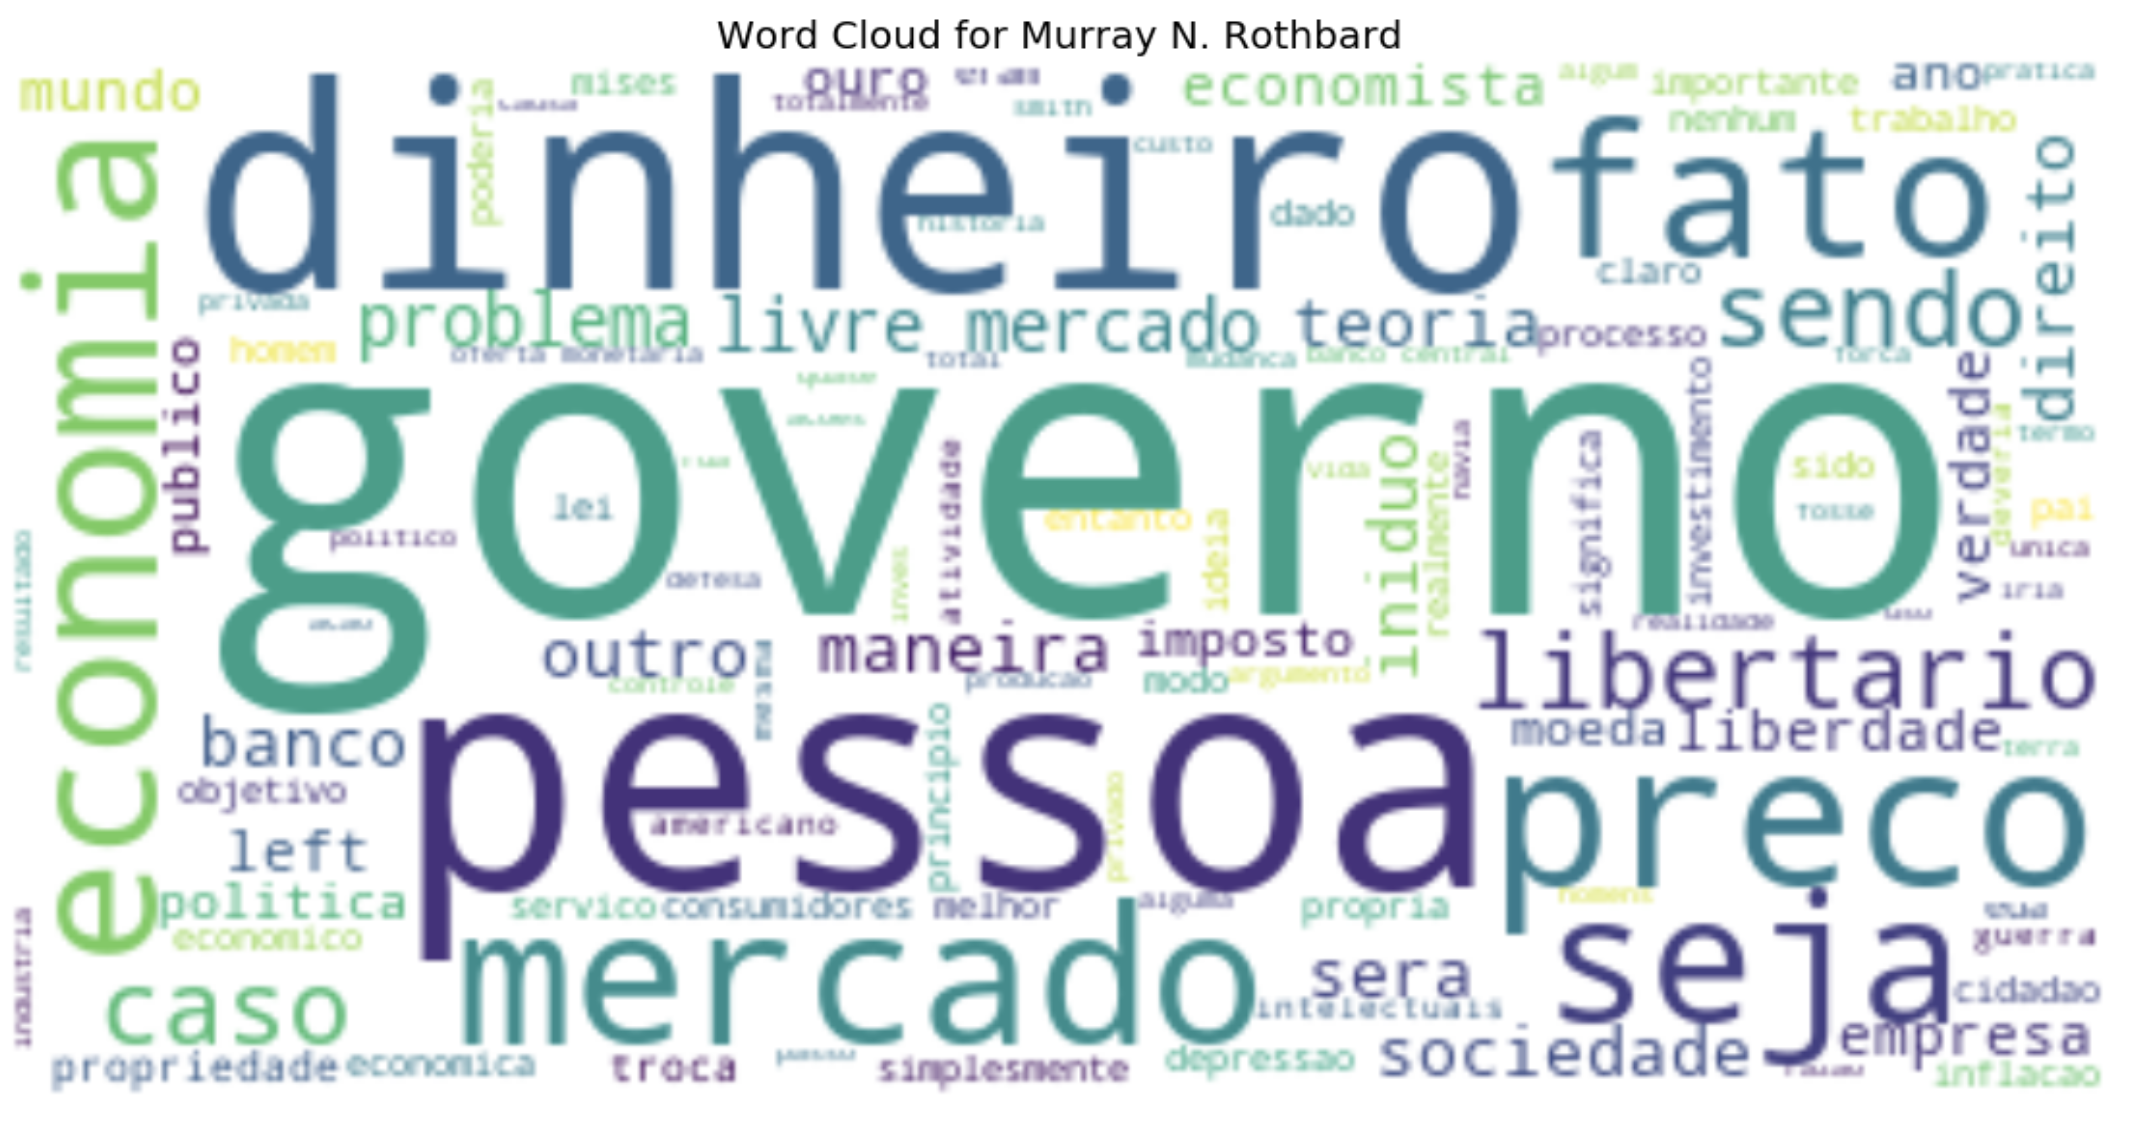 Word Cloud for Murray N. Rothbard
mundo
mises
ouro
economista
importante
ano
pratica
totalmente
smith
nenhum
trabalho
poderia
dinheiro
custo
fato
direito
historia
dado
economia
claro
privada
problema
livre mercado
teoria
processo
sendo
publico
homem
oferta monetaria
total
mudanca
banco central
forca
governo
investimento
verdade
deveria
termo
atividade
iniduo
realmente
havia
significa
vida
sido
lei
entanto
ideia
fosse
pai
unica
politico
defesa
inves
iria
resultado
realidade
outro
maneira
imposto
libertario
controle
mesma
producao
modo
argumento
banco
pessoa
principio
moeda
liberdade
terra
objetivo
privado
preco
americano
left
politica
servico
consumidores
melhor
alguma
propria
homens
economico
guerra
industria
caso
mercado
sera
seja
cidadao
intelectuais
empresa
propriedade
economica
troca
simplesmente
depressao
sociedade
inflacao